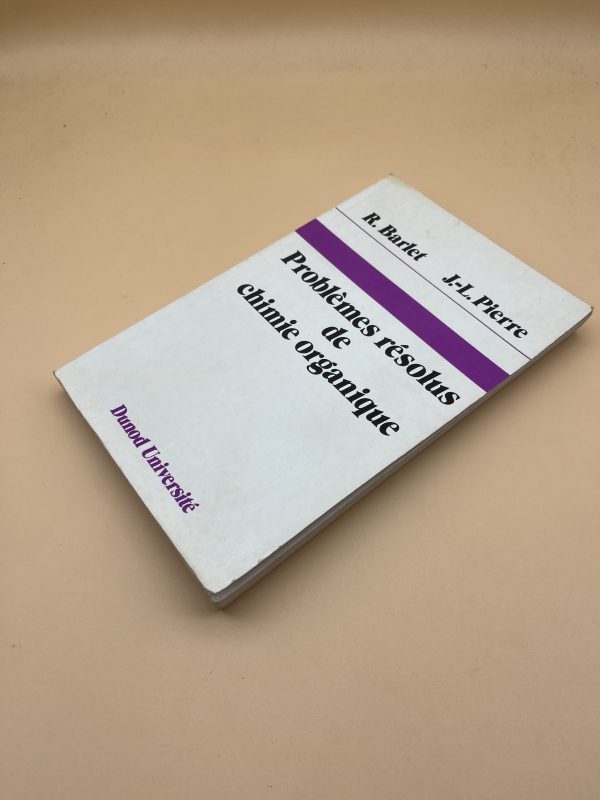 R. Barlet J.-L. Pierre
Problèmes résolus
de
chimie organique
Dunod Université